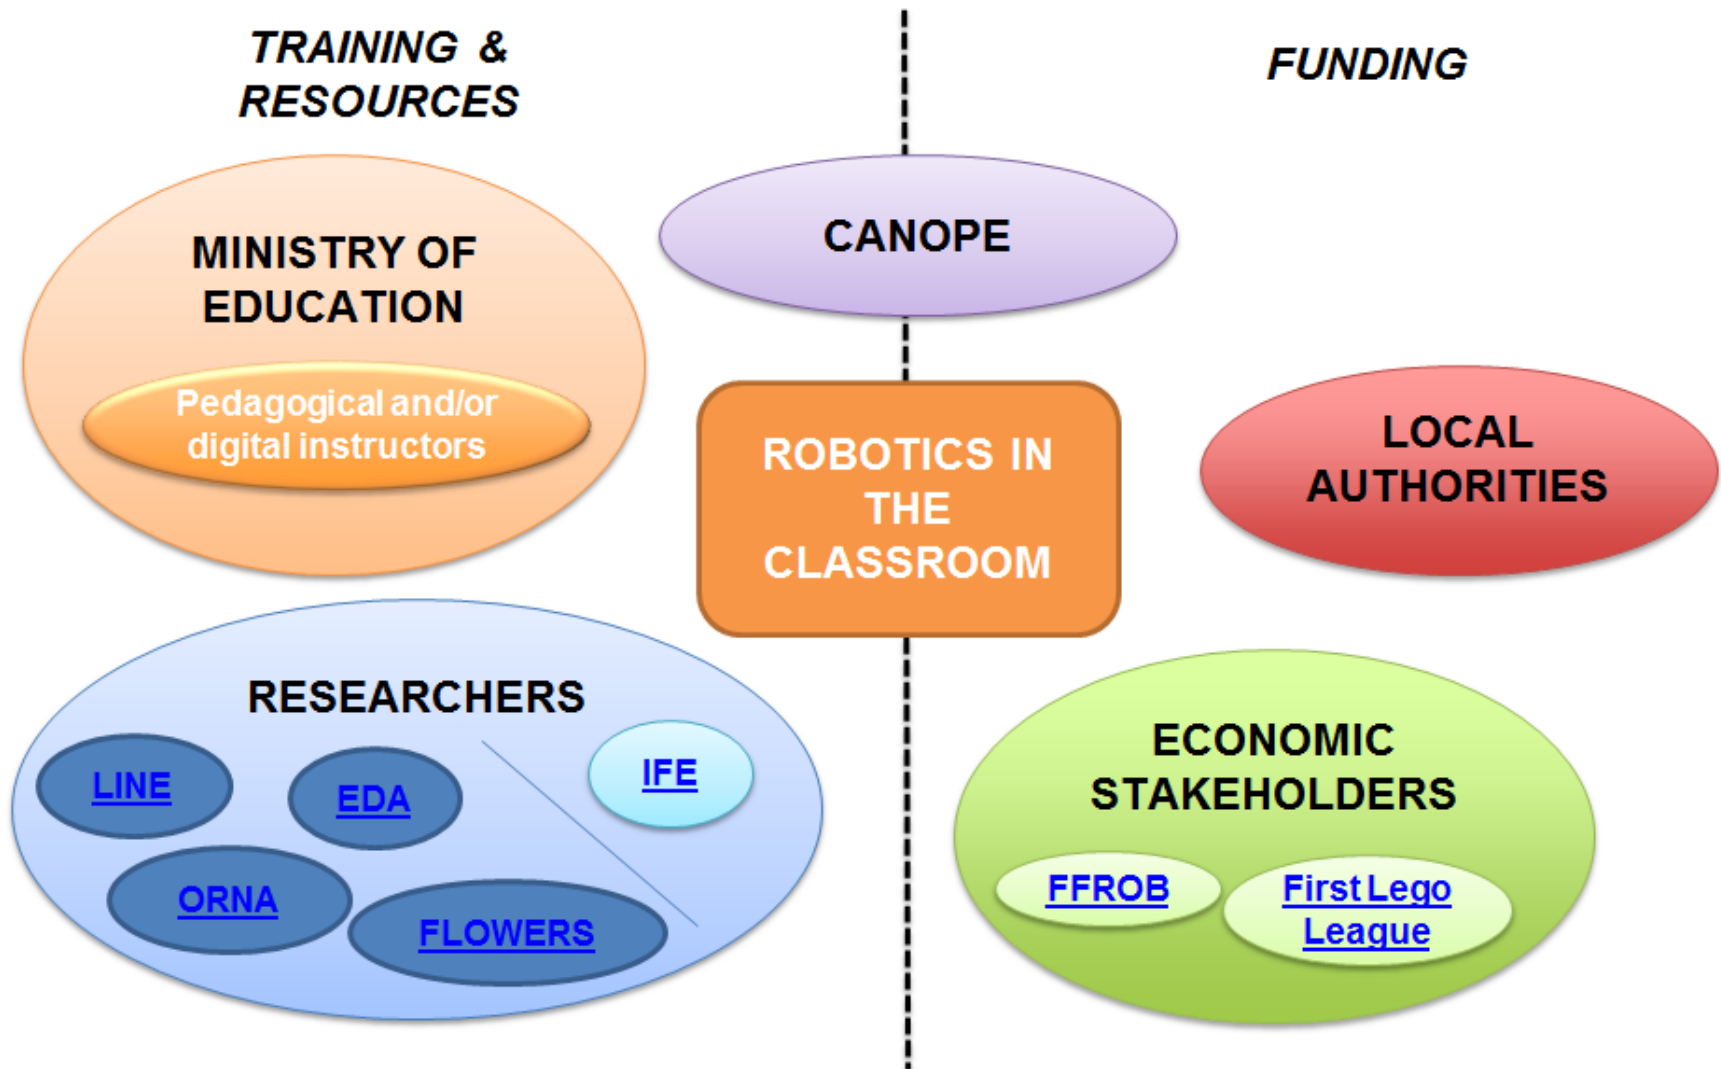 TRAINING &
RESOURCES
FUNDING
MINISTRY OF
EDUCATION
Pedagogical and/or
digital instructors
CANOPE
ROBOTICS IN
THE
CLASSROOM
LOCAL
AUTHORITIES
RESEARCHERS
LINE
EDA
IFE
ORNA
FLOWERS
ECONOMIC
STAKEHOLDERS
FFROB
First Lego
League